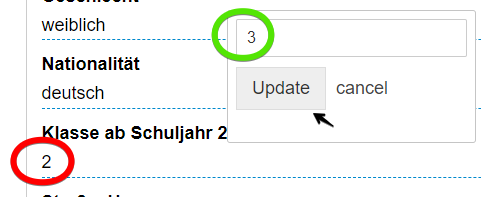 weiblich
3
Nationalität
deutsch
Update cancel
Klasse ab Schuljahr 2
2